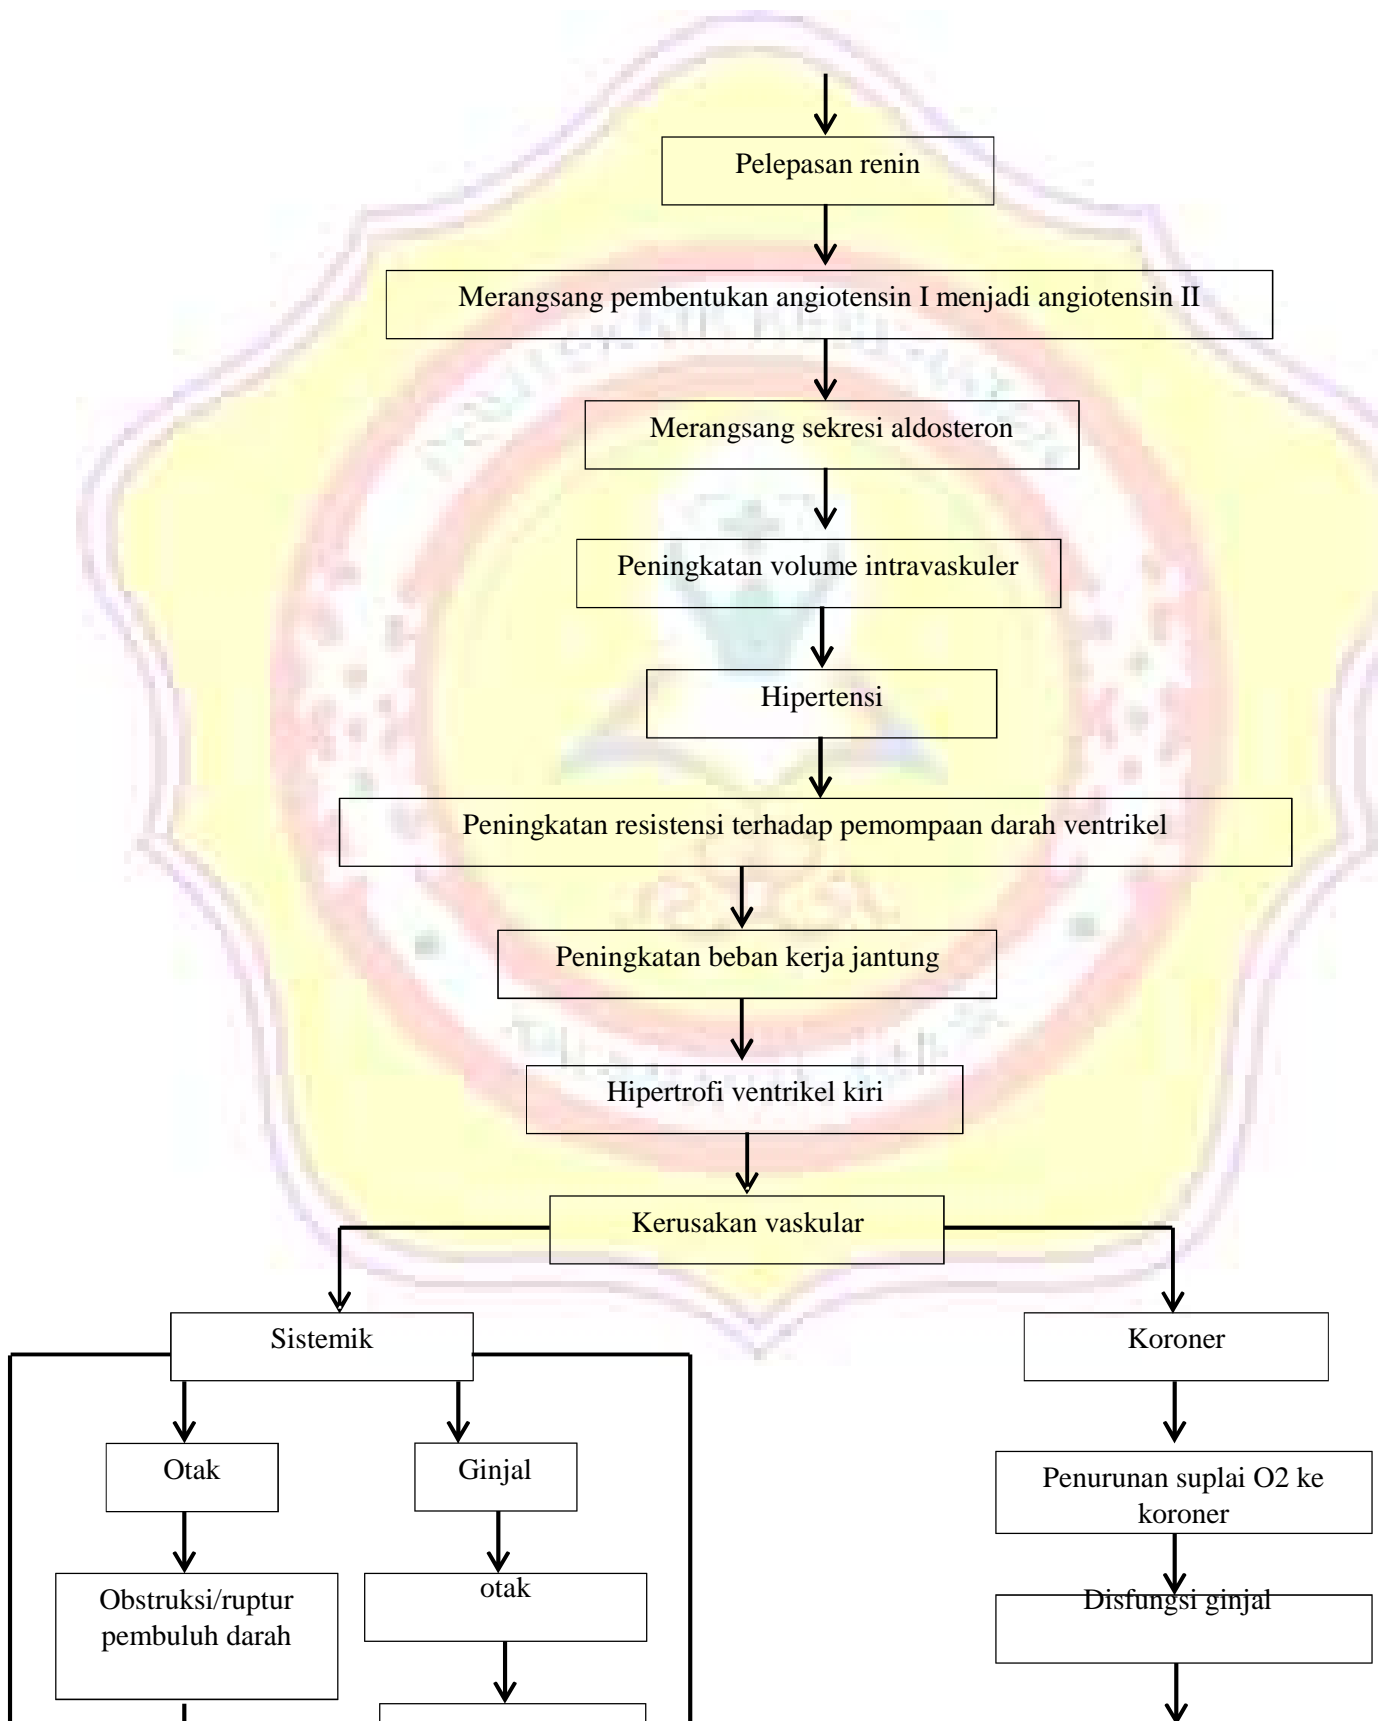 Pelepasan renin
Merangsang pembentukan angiotensin I menjadi angiotensin II
Merangsang sekresi aldosteron
Peningkatan volume intravaskuler
Hipertensi
Peningkatan resistensi terhadap pemompaan darah ventrikel
Peningkatan beban kerja jantung
Hipertrofi ventrikel kiri
Kerusakan vaskular
Sistemik
Koroner
Otak
Ginjal
Penurunan suplai O2 ke
koroner
Obstruksi/ruptur
pembuluh darah
otak
Disfungsi ginjal